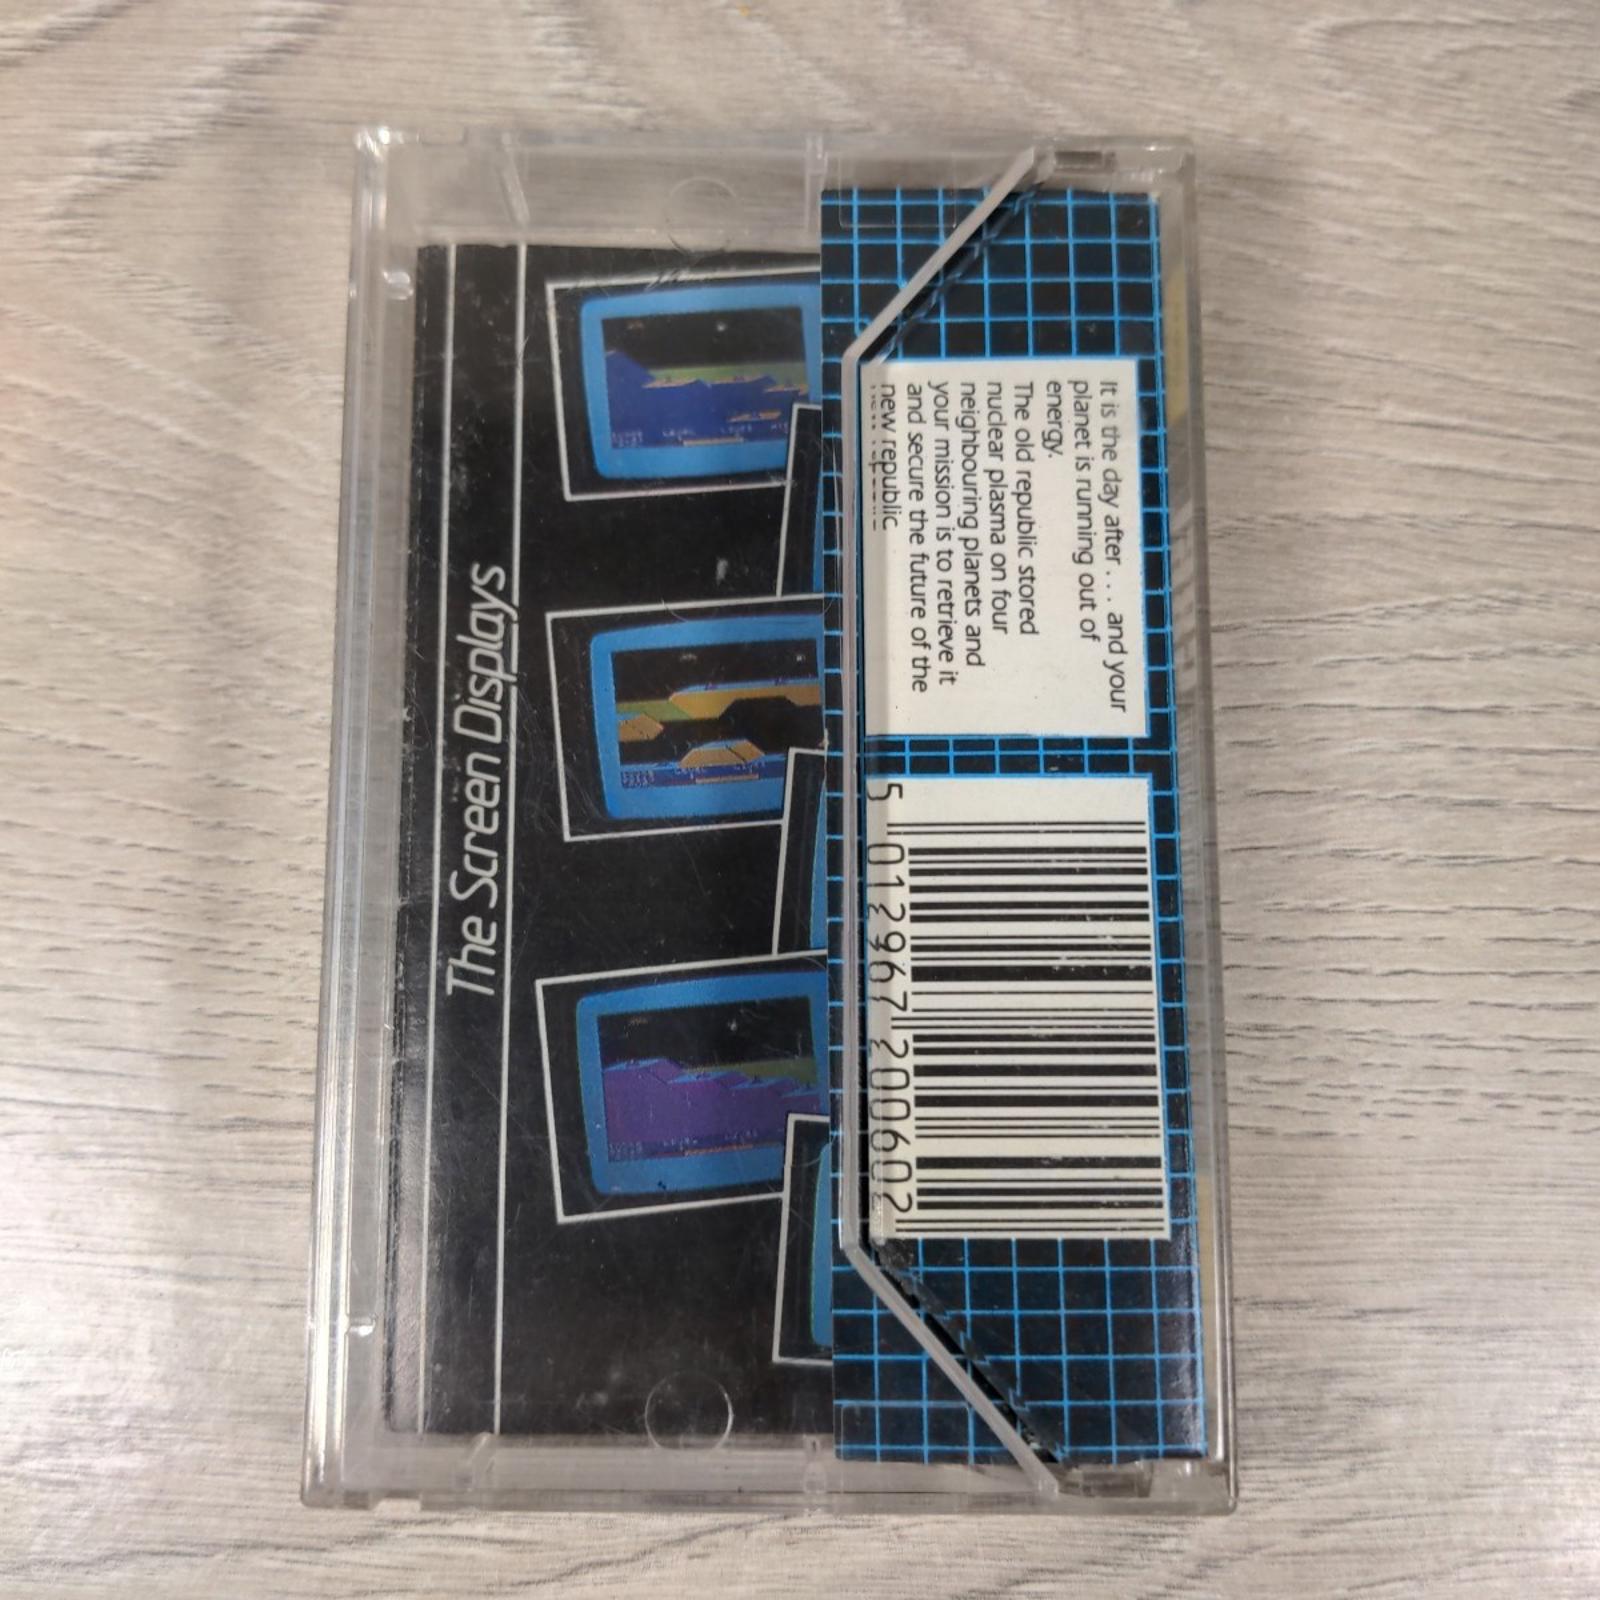 It is the day after . . . and your
planet is running out of
energy.
The old republic stored
nuclear plasma on four
neighbouring planets and
your mission is to retrieve it
and secure the future of the
new republic
5 012967 200602
The Screen Displays